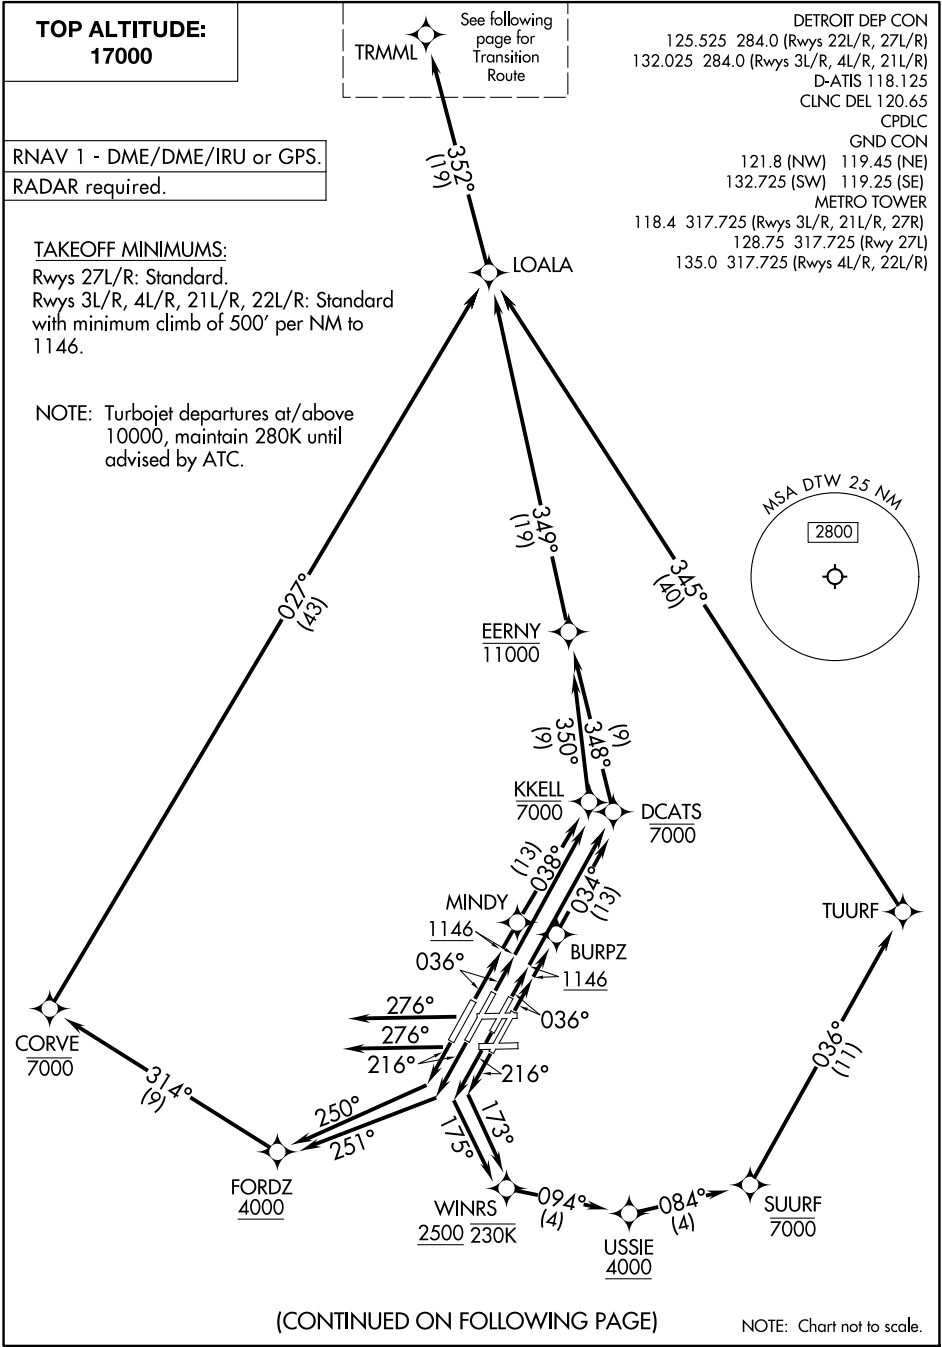 TOP ALTITUDE:
17000
TRMML
See following
page for
Transition
Route
DETROIT DEP CON
125.525 284.0 (Rwys 22L/R, 27L/R)
132.025 284.0 (Rwys 3L/R, 4L/R, 21L/R)
D-ATIS 118.125
CLNC DEL 120.65
CPDLC
GND CON
121.8 (NW) 119.45 (NE)
132.725 (SW) 119.25 (SE)
METRO TOWER
118.4 317.725 (Rwys 3L/R, 21L/R, 27R)
128.75 317.725 (Rwy 27L)
135.0 317.725 (Rwys 4L/R, 22L/R)
RNAV 1 - DME/DME/IRU or GPS.
RADAR required.
352°
(19)
TAKEOFF MINIMUMS:
Rwys 27L/R: Standard.
Rwys 3L/R, 4L/R, 21L/R, 22L/R: Standard
with minimum climb of 500' per NM to
1146.
LOALA
NOTE: Turbojet departures at/above
10000, maintain 280K until
advised by ATC.
MSA DTW 25 NM
2800
349°
(19)
345°
(40)
027°
(43)
EERNY
11000
350°
(9)
348°
(9)
KKELL
7000
DCATS
7000
038°
(13)
034°
(13)
MINDY
1146
BURPZ
1146
TUURF
036°
036°
276°
276°
216°
216°
CORVE
7000
314°
(9)
250°
251°
175°
173°
036°
(11)
FORDZ
4000
WINRS
2500 230K
094°
(4)
USSIE
4000
084°
(4)
SUURF
7000
(CONTINUED ON FOLLOWING PAGE)
NOTE: Chart not to scale.